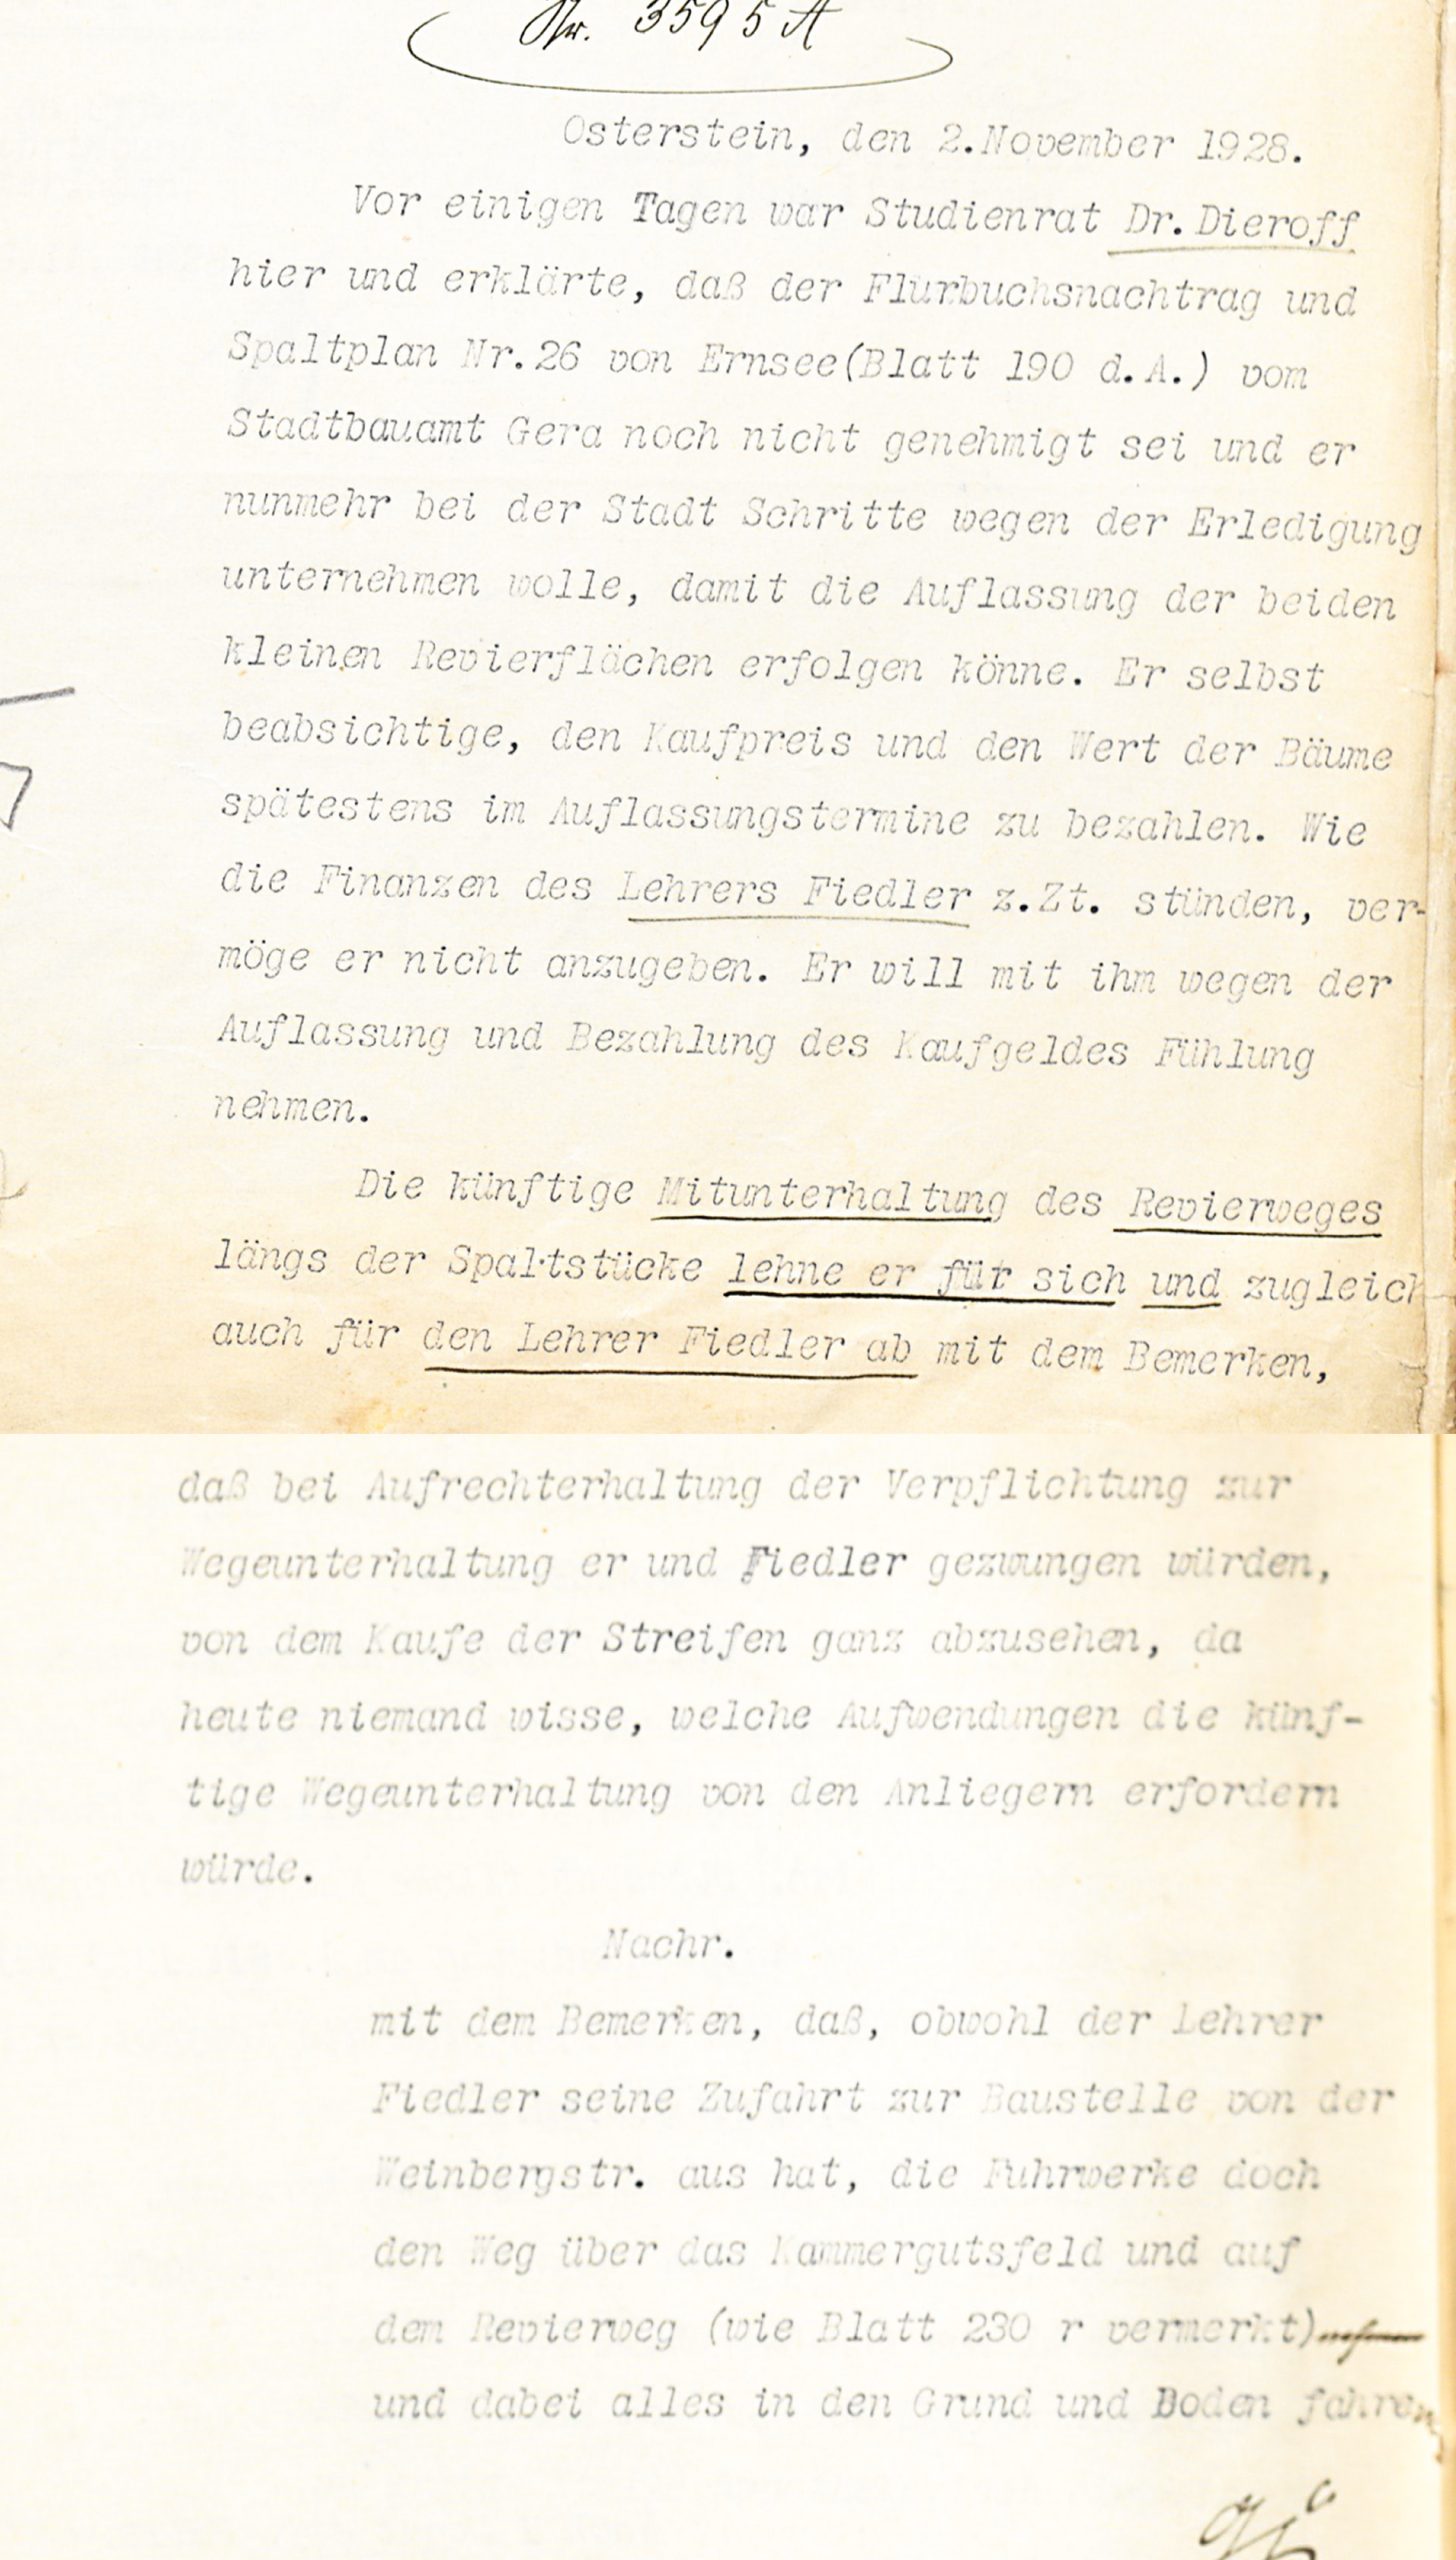 Nr. 3595 A
Osterstein, den 2.November 1928.
Vor einigen Tagen war Studienrat Dr. Dieroff
hier und erklärte, daß der Flurbuchsnachtrag und
Spaltplan Nr.26 von Ernsee(Blatt 190 d.A.) vom
Stadtbauamt Gera noch nicht genehmigt sei und er
nunmehr bei der Stadt Schritte wegen der Erledigung
unternehmen wolle, damit die Auflassung der beiden
kleinen Revierflächen erfolgen könne. Er selbst
beabsichtige, den Kaufpreis und den Wert der Bäume
spätestens im Auflassungstermine zu bezahlen. Wie
die Finanzen des Lehrers Fiedler z.Zt. stünden, ver-
möge er nicht anzugeben. Er will mit ihm wegen der
Auflassung und Bezahlung des Kaufgeldes Fühlung
nehmen.
Die künftige Mitunterhaltung des Revierweges
längs der Spaltstücke lehne er für sich und zugleich
auch für den Lehrer Fiedler ab mit dem Bemerken,
daß bei Aufrechterhaltung der Verpflichtung zur
Wegeunterhaltung er und Fiedler gezwungen würden,
von dem Kaufe der Streifen ganz abzusehen, da
heute niemand wisse, welche Aufwendungen die künf-
tige Wegeunterhaltung von den Anliegern erfordern
würde.
Nachr.
mit dem Bemerken, daß, obwohl der Lehrer
Fiedler seine Zufahrt zur Baustelle von der
Weinbergstr. aus hat, die Fuhrwerke doch
den Weg über das Kammergutsfeld und auf
dem Revierweg (wie Blatt 230 r vermerkt)
und dabei alles in den Grund und Boden fahren